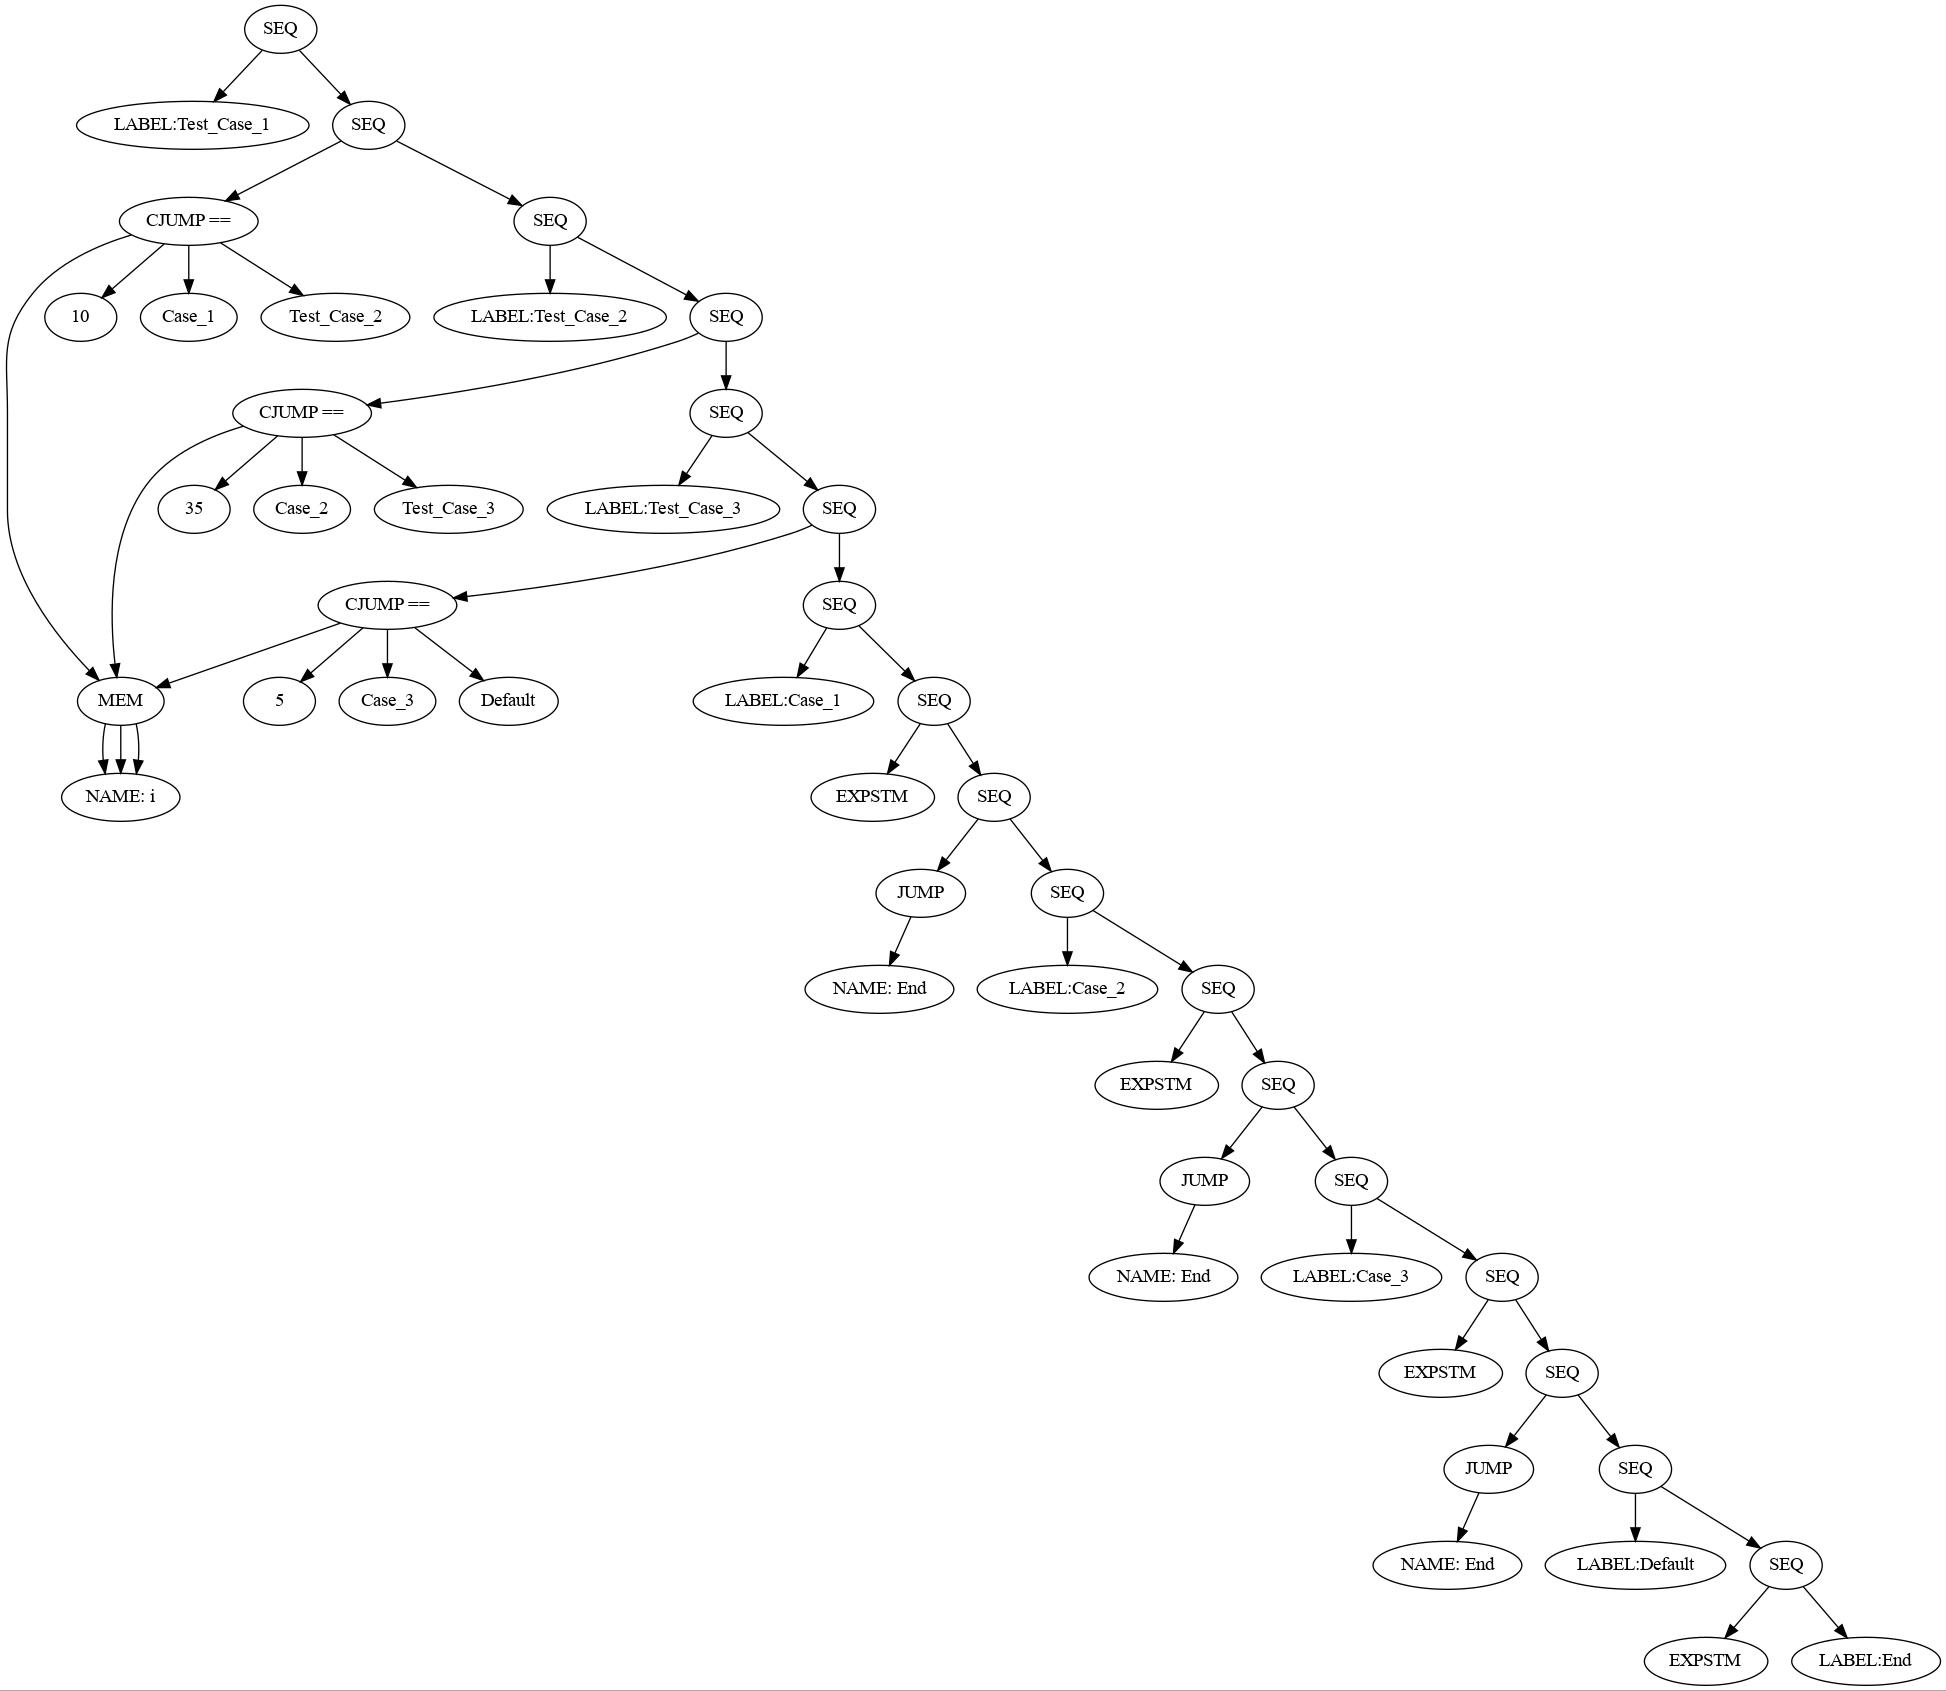 SEQ
LABEL:Test_Case_1
SEQ
CJUMP ==
SEQ
10
Case_1
Test_Case_2
LABEL:Test_Case_2
SEQ
CJUMP ==
SEQ
35
Case_2
Test_Case_3
LABEL:Test_Case_3
SEQ
CJUMP ==
SEQ
MEM
5
Case_3
Default
LABEL:Case_1
SEQ
NAME: i
EXPSTM
SEQ
JUMP
SEQ
NAME: End
LABEL:Case_2
SEQ
EXPSTM
SEQ
JUMP
SEQ
NAME: End
LABEL:Case_3
SEQ
EXPSTM
SEQ
JUMP
SEQ
NAME: End
LABEL:Default
SEQ
EXPSTM
LABEL:End